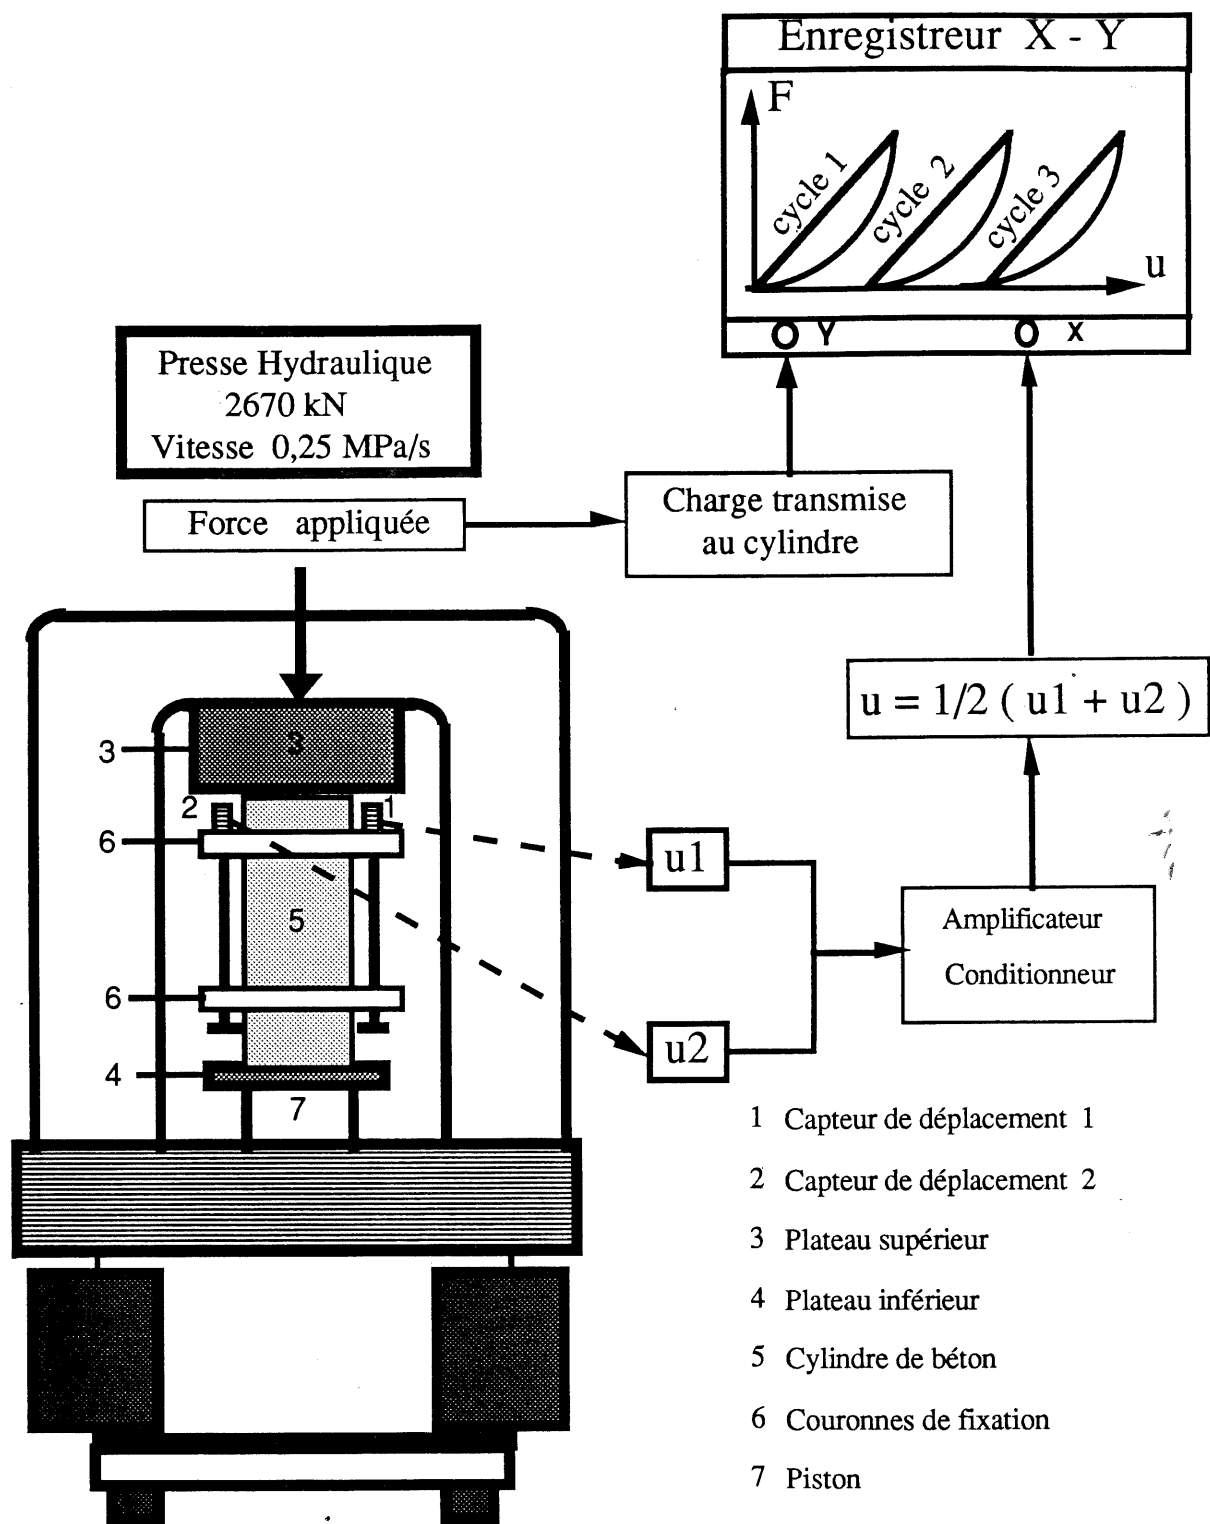 Enregistreur X - Y
F
cycle 1
cycle 2
cycle 3
u
Y
X
Presse Hydraulique
2670 kN
Vitesse 0,25 MPa/s
Force appliquée
Charge transmise
au cylindre
u = 1/2 ( u1 + u2 )
3
3
2
1
6
u1
5
Amplificateur
Conditionneur
6
u2
4
7
1 Capteur de déplacement 1
2 Capteur de déplacement 2
3 Plateau supérieur
4 Plateau inférieur
5 Cylindre de béton
6 Couronnes de fixation
7 Piston